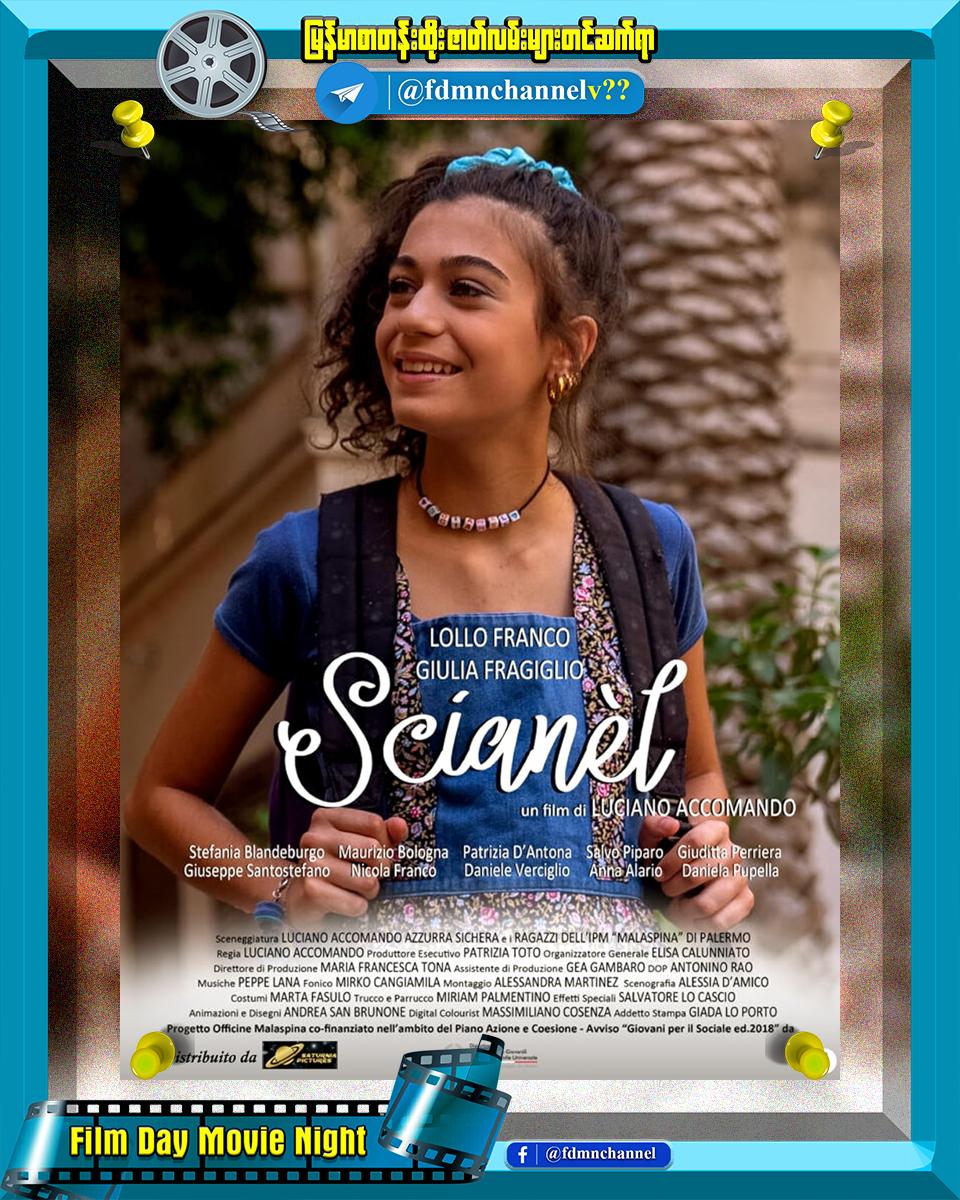 မြန်မာစာတန်းထိုးဇာတ်လမ်းများတင်ဆက်ရာ
@fdmnchannelv??
LOLLO FRANCO
GIULIA FRAGIGLIO
Scianèl
un film di LUCIANO ACCOMANDO
Stefania Blandeburgo Maurizio Bologna Patrizia D'Antona Salvo Piparo Giuditta Perriera
Giuseppe Santostefano Nicola Franco Daniele Verciglio Anna Alario Daniela Pupella
Sceneggiatura LUCIANO ACCOMANDO AZZURRA SICHERA e i RAGAZZI DELL'IPM "MALASPINA" DI PALERMO
Regia LUCIANO ACCOMANDO Produttore Esecutivo PATRIZIA TOTO Organizzatore Generale ELISA CALUNNIATO
Direttore di Produzione MARIA FRANCESCA TONA Assistente di Produzione GEA GAMBARO DOP ANTONINO RAO
Musiche PEPPE LANA Fonico MIRKO CANGIAMILA Montaggio ALESSANDRA MARTINEZ Scenografia ALESSIA D'AMICO
Costumi MARTA FASULO Trucco e Parrucco MIRIAM PALMENTINO Effetti Speciali SALVATORE LO CASCIO
Animazioni e Disegni ANDREA SAN BRUNONE Digital Colourist MASSIMILIANO COSENZA Addetto Stampa GIADA LO PORTO
Progetto Officine Malaspina co-finanziato nell'ambito del Piano Azione e Coesione - Avviso "Giovani per il Sociale ed.2018" da
istribuito da SATURNIA PICTURES
Film Day Movie Night
@fdmnchannel